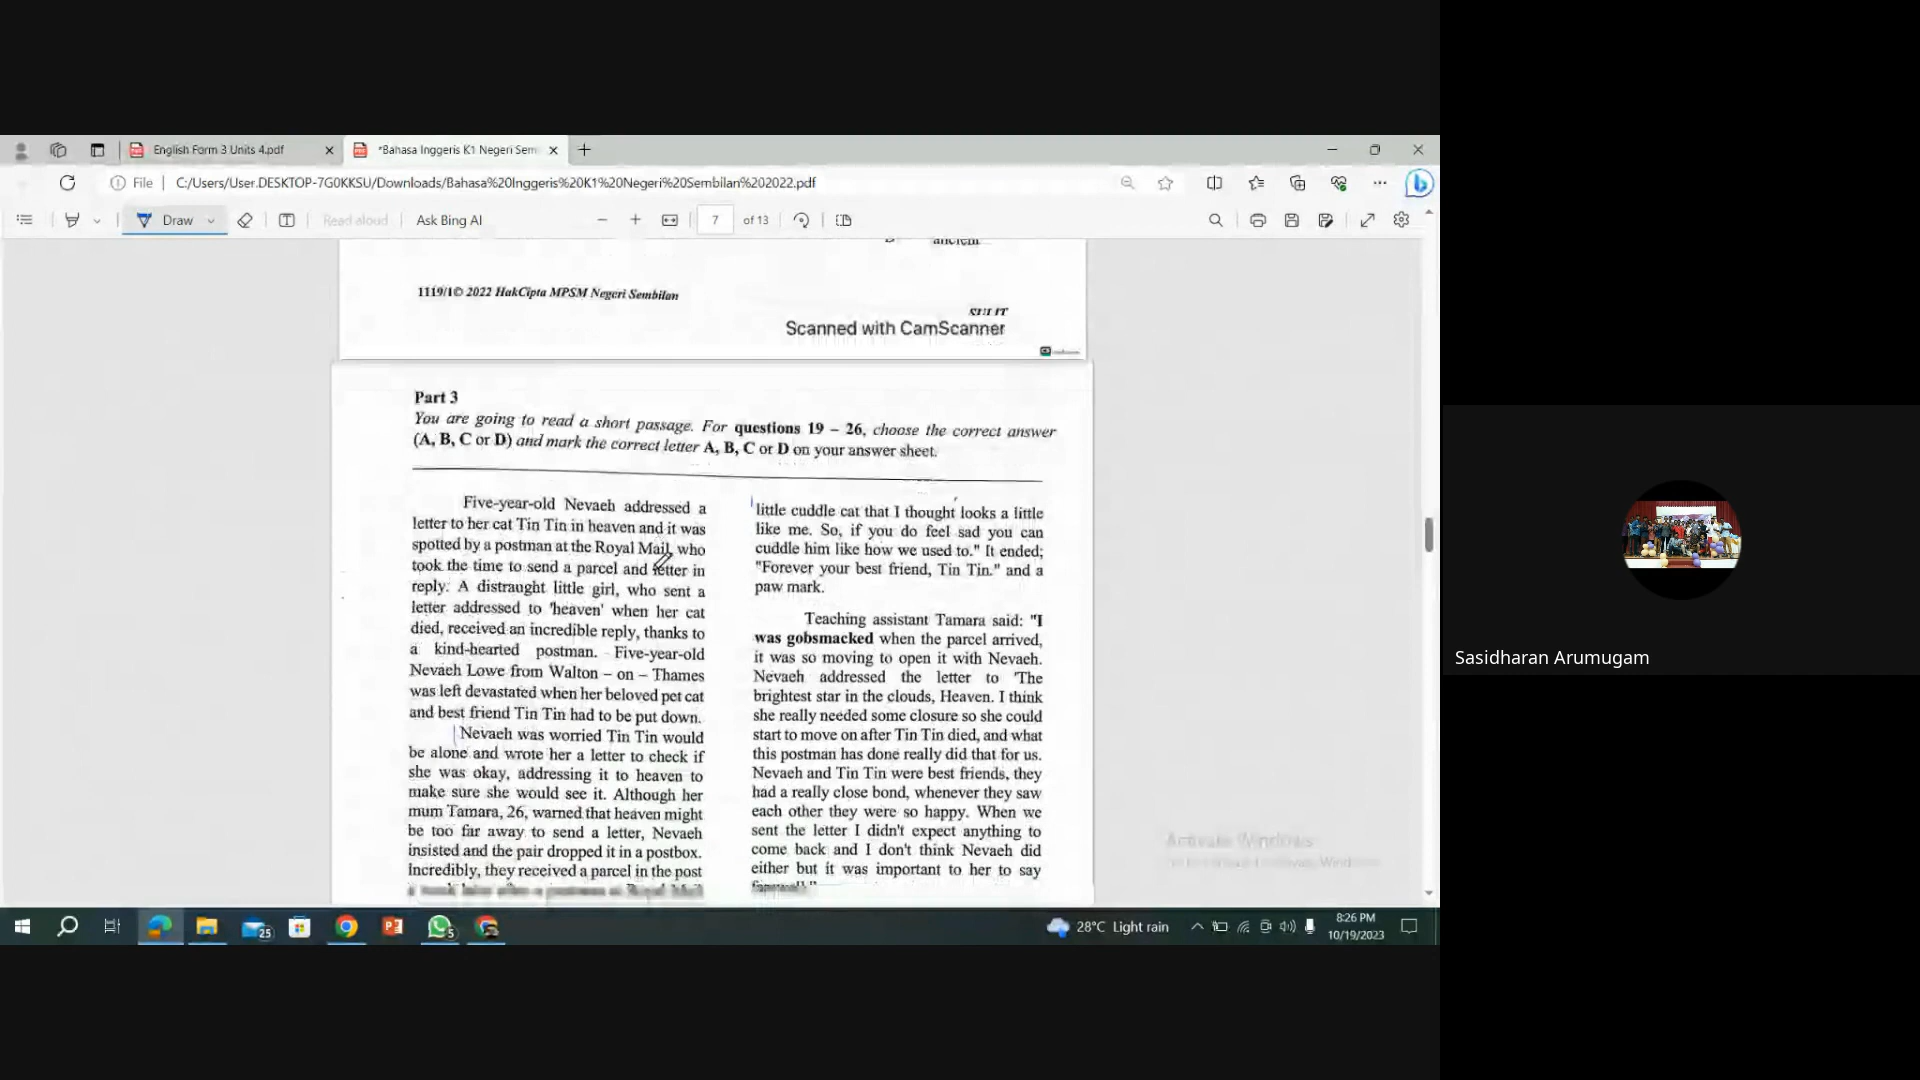 English Form 3 Units 4.pdf
*Bahasa Inggeris K1 Negeri Sem
File
C:/Users/User.DESKTOP-7G0KKSU/Downloads/Bahasa%20Inggeris%20K1%20Negeri%20Sembilan%202022.pdf
Draw
Read aloud
Ask Bing AI
7
of 13
ancient
1119/1© 2022 HakCipta MPSM Negeri Sembilan
SULIT
Scanned with CamScanner
Part 3
You are going to read a short passage. For questions 19 – 26, choose the correct answer
(A, B, C or D) and mark the correct letter A, B, C or D on your answer sheet.
Five-year-old Nevaeh addressed a
letter to her cat Tin Tin in heaven and it was
spotted by a postman at the Royal Mail, who
took the time to send a parcel and letter in
reply. A distraught little girl, who sent a
letter addressed to 'heaven' when her cat
died, received an incredible reply, thanks to
a kind-hearted postman. Five-year-old
Nevaeh Lowe from Walton – on – Thames
was left devastated when her beloved pet cat
and best friend Tin Tin had to be put down.
Nevaeh was worried Tin Tin would
be alone and wrote her a letter to check if
she was okay, addressing it to heaven to
make sure she would see it. Although her
mum Tamara, 26, warned that heaven might
be too far away to send a letter, Nevaeh
insisted and the pair dropped it in a postbox.
Incredibly, they received a parcel in the post
little cuddle cat that I thought looks a little
like me. So, if you do feel sad you can
cuddle him like how we used to." It ended;
"Forever your best friend, Tin Tin." and a
paw mark.
Teaching assistant Tamara said: "I
was gobsmacked when the parcel arrived,
it was so moving to open it with Nevaeh.
Nevaeh addressed the letter to 'The
brightest star in the clouds, Heaven. I think
she really needed some closure so she could
start to move on after Tin Tin died, and what
this postman has done really did that for us.
Nevaeh and Tin Tin were best friends, they
had a really close bond, whenever they saw
each other they were so happy. When we
sent the letter I didn't expect anything to
come back and I don't think Nevaeh did
either but it was important to her to say
Activate Windows
25
5
28°C Light rain
8:26 PM
10/19/2023
Sasidharan Arumugam